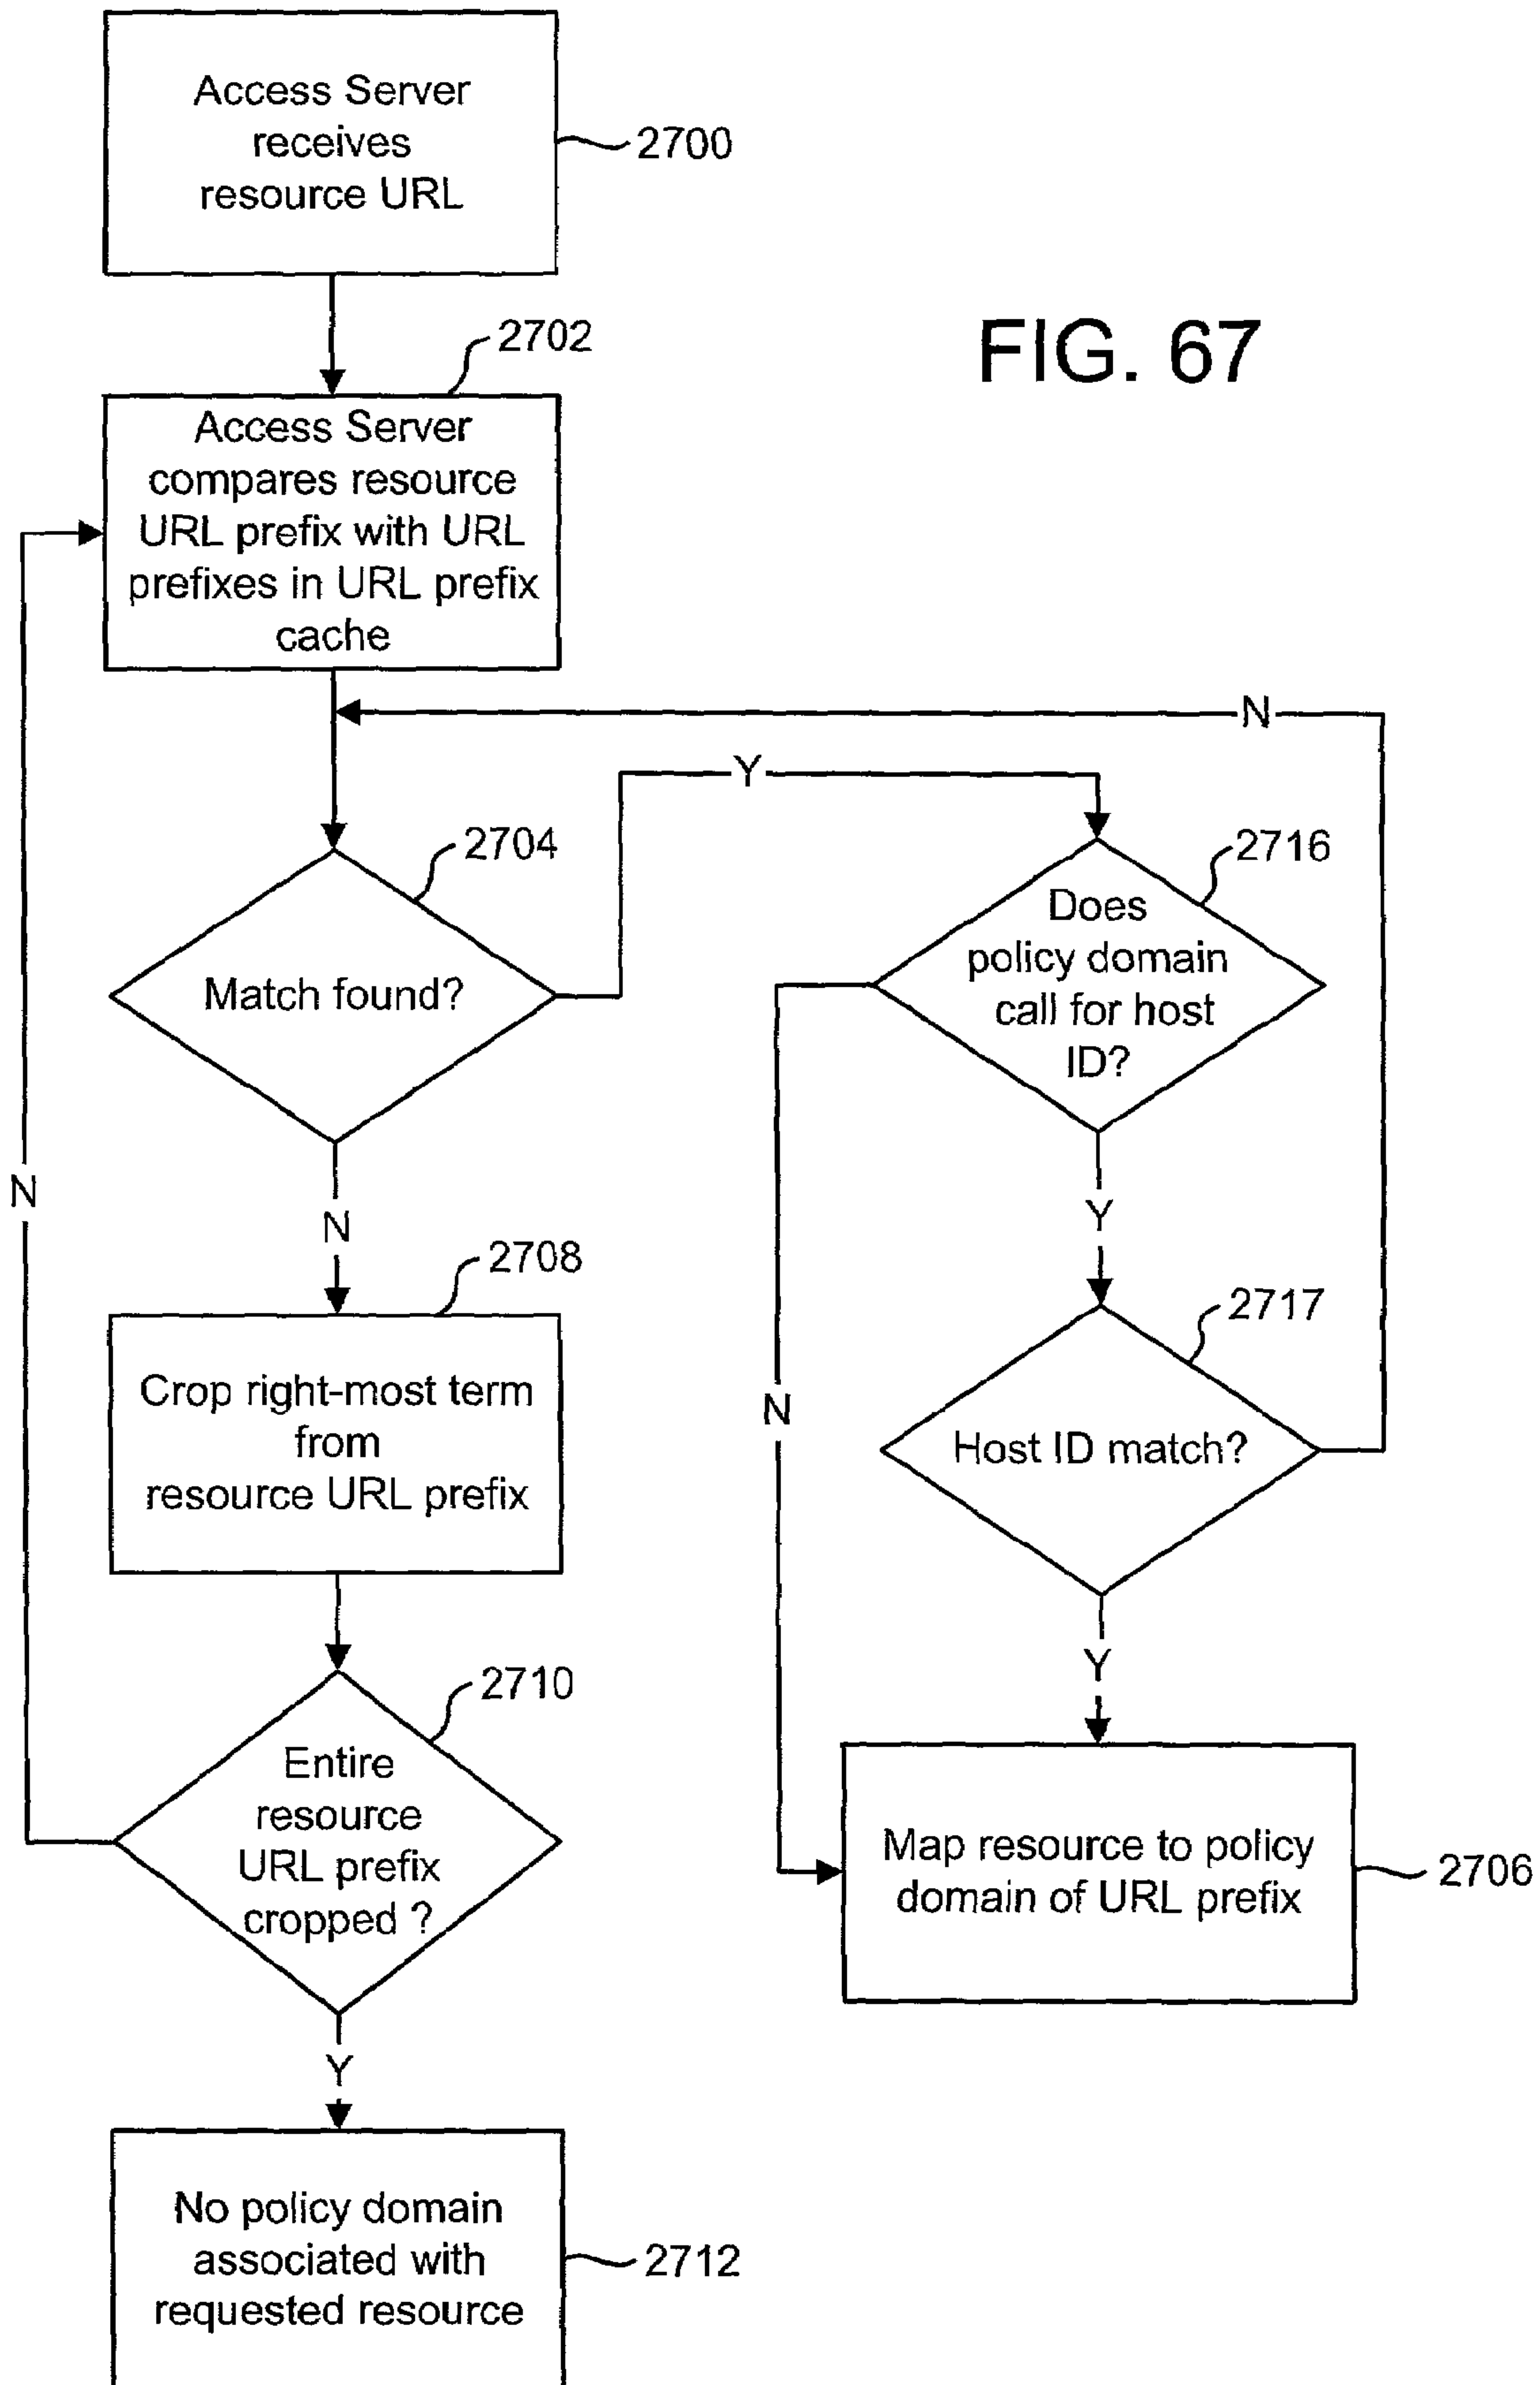 Access Server
receives
resource URL
2700
FIG. 67
2702
Access Server
compares resource
URL prefix with URL
prefixes in URL prefix
cache
N
Y
2704
Match found?
2716
Does
policy domain
call for host
ID?
N
N
Y
2708
Crop right-most term
from
resource URL prefix
2717
Host ID match?
N
Y
2710
Entire
resource
URL prefix
cropped ?
Map resource to policy
domain of URL prefix
2706
Y
No policy domain
associated with
requested resource
2712